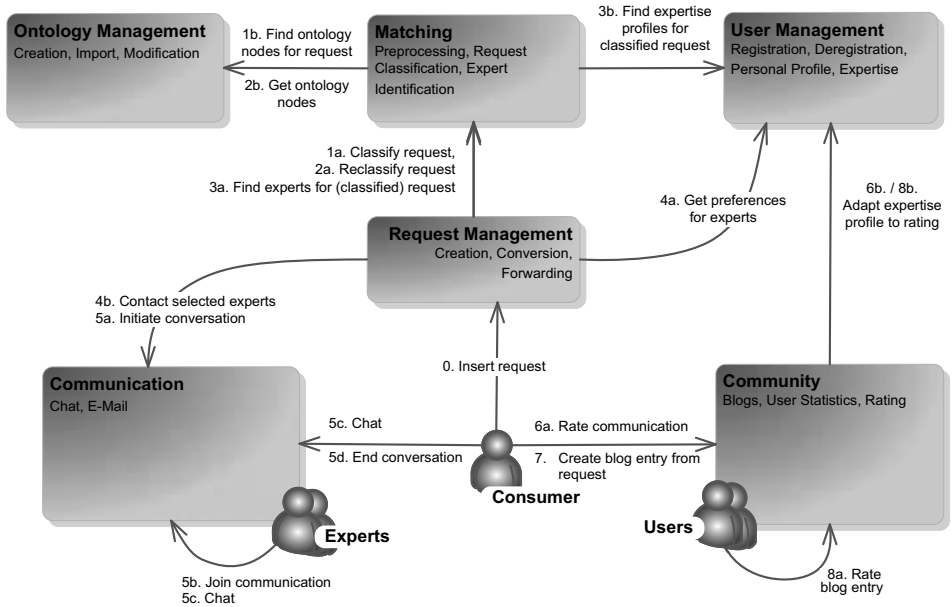 Ontology Management
Creation, Import, Modification
1b. Find ontology
nodes for request
2b. Get ontology
nodes
Matching
Preprocessing, Request
Classification, Expert
Identification
3b. Find expertise
profiles for
classified request
User Management
Registration, Deregistration,
Personal Profile, Expertise
1a. Classify request,
2a. Reclassify request
3a. Find experts for (classified) request
4a. Get preferences
for experts
6b. / 8b.
Adapt expertise
profile to rating
Request Management
Creation, Conversion,
Forwarding
4b. Contact selected experts
5a. Initiate conversation
0. Insert request
Communication
Chat, E-Mail
Community
Blogs, User Statistics, Rating
5c. Chat
5d. End conversation
6a. Rate communication
7. Create blog entry from
request
Consumer
Experts
Users
5b. Join communication
5c. Chat
8a. Rate
blog entry